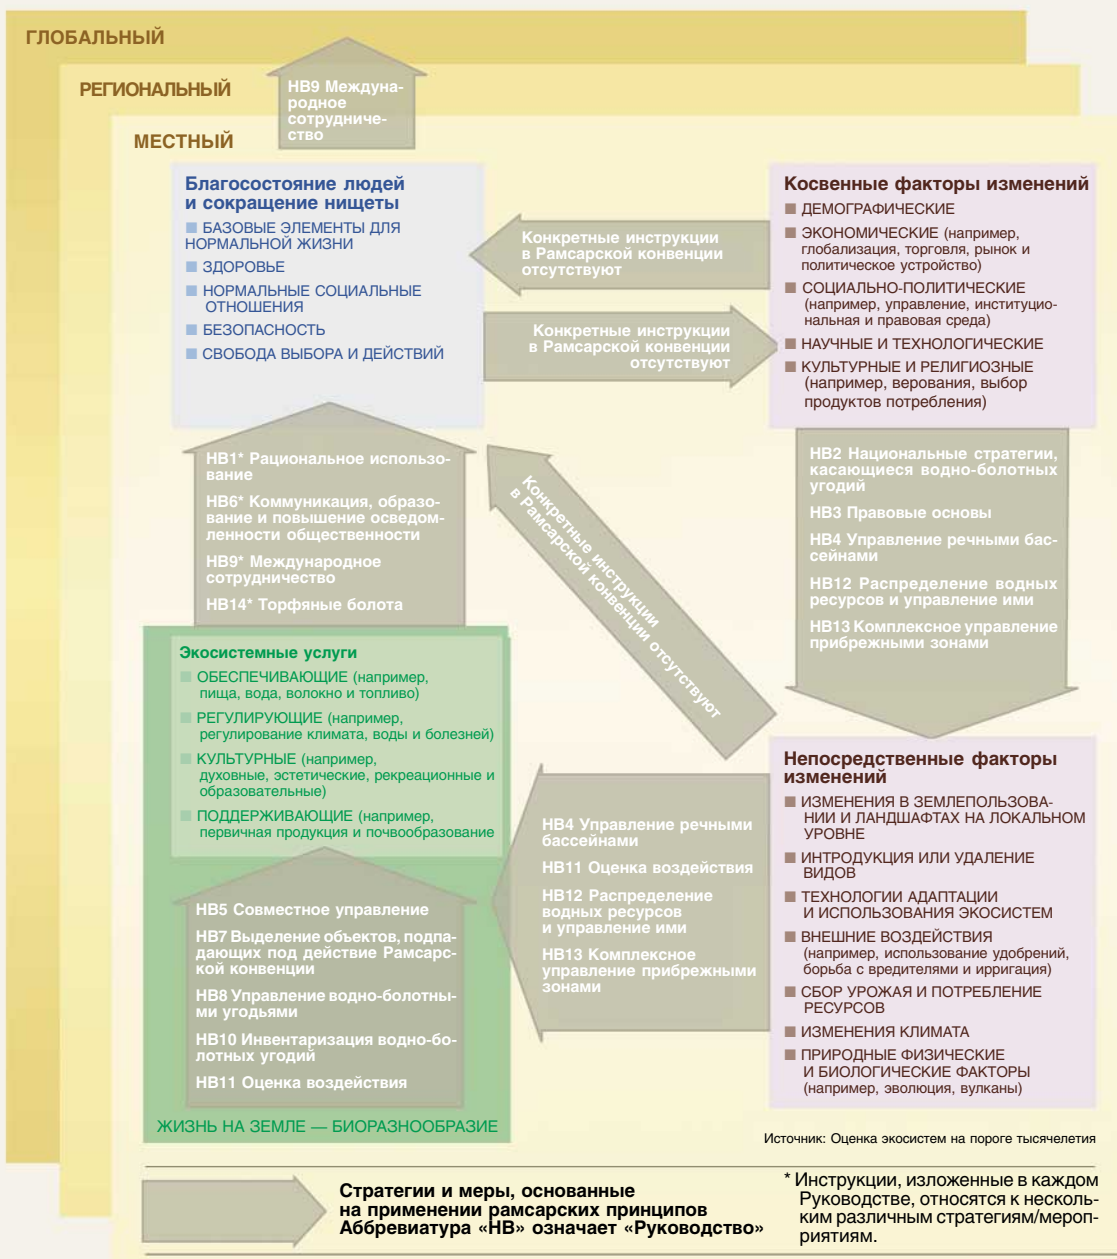 ГЛОБАЛЬНЫЙ
РЕГИОНАЛЬНЫЙ
МЕСТНЫЙ
НВ9 Междуна-
родное
сотрудниче-
ство
Благосостояние людей
и сокращение нищеты
БАЗОВЫЕ ЭЛЕМЕНТЫ ДЛЯ
НОРМАЛЬНОЙ ЖИЗНИ
ЗДОРОВЬЕ
НОРМАЛЬНЫЕ СОЦИАЛЬНЫЕ
ОТНОШЕНИЯ
БЕЗОПАСНОСТЬ
СВОБОДА ВЫБОРА И ДЕЙСТВИЙ
Конкретные инструкции
в Рамсарской конвенции
отсутствуют
Конкретные инструкции
в Рамсарской конвенции
отсутствуют
Косвенные факторы изменений
ДЕМОГРАФИЧЕСКИЕ
ЭКОНОМИЧЕСКИЕ (например,
глобализация, торговля, рынок и
политическое устройство)
СОЦИАЛЬНО-ПОЛИТИЧЕСКИЕ
(например, управление, институцио-
нальная и правовая среда)
НАУЧНЫЕ И ТЕХНОЛОГИЧЕСКИЕ
КУЛЬТУРНЫЕ И РЕЛИГИОЗНЫЕ
(например, верования, выбор
продуктов потребления)
НВ1* Рациональное использо-
вание
НВ6* Коммуникация, образо-
вание и повышение осведом-
ленности общественности
НВ9* Международное
сотрудничество
НВ14* Торфяные болота
Конкретные инструкции
в Рамсарской конвенции отсутствуют
НВ2 Национальные стратегии,
касающиеся водно-болотных
угодий
НВ3 Правовые основы
НВ4 Управление речными бас-
сейнами
НВ12 Распределение водных
ресурсов и управление ими
НВ13 Комплексное управление
прибрежными зонами
Экосистемные услуги
ОБЕСПЕЧИВАЮЩИЕ (например,
пища, вода, волокно и топливо)
РЕГУЛИРУЮЩИЕ (например,
регулирование климата, воды и болезней)
КУЛЬТУРНЫЕ (например,
духовные, эстетические, рекреационные и
образовательные)
ПОДДЕРЖИВАЮЩИЕ (например,
первичная продукция и почвообразование
НВ5 Совместное управление
НВ7 Выделение объектов, подпа-
дающих под действие Рамсар-
ской конвенции
НВ8 Управление водно-болотны-
ми угодьями
НВ10 Инвентаризация водно-бо-
лотных угодий
НВ11 Оценка воздействия
ЖИЗНЬ НА ЗЕМЛЕ — БИОРАЗНООБРАЗИЕ
НВ4 Управление речными
бассейнами
НВ11 Оценка воздействия
НВ12 Распределение
водных ресурсов
и управление ими
НВ13 Комплексное
управление прибрежными
зонами
Непосредственные факторы
изменений
ИЗМЕНЕНИЯ В ЗЕМЛЕПОЛЬЗОВА-
НИИ И ЛАНДШАФТАХ НА ЛОКАЛЬНОМ
УРОВНЕ
ИНТРОДУКЦИЯ ИЛИ УДАЛЕНИЕ
ВИДОВ
ТЕХНОЛОГИИ АДАПТАЦИИ
И ИСПОЛЬЗОВАНИЯ ЭКОСИСТЕМ
ВНЕШНИЕ ВОЗДЕЙСТВИЯ
(например, использование удобрений,
борьба с вредителями и ирригация)
СБОР УРОЖАЯ И ПОТРЕБЛЕНИЕ
РЕСУРСОВ
ИЗМЕНЕНИЯ КЛИМАТА
ПРИРОДНЫЕ ФИЗИЧЕСКИЕ
И БИОЛОГИЧЕСКИЕ ФАКТОРЫ
(например, эволюция, вулканы)
Источник: Оценка экосистем на пороге тысячелетия
Стратегии и меры, основанные
на применении рамсарских принципов
Аббревиатура «НВ» означает «Руководство»
* Инструкции, изложенные в каждом
Руководстве, относятся к несколь-
ким различным стратегиям/мероп-
риятиям.